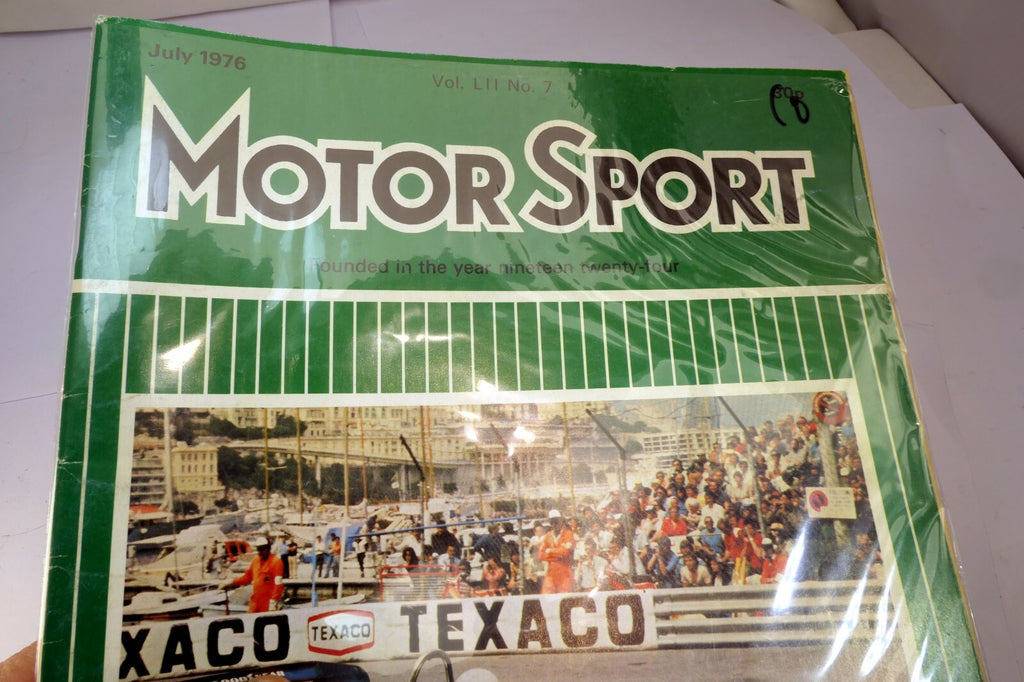 July 1976
Vol. LII No. 7
30p
MOTOR SPORT
Founded in the year nineteen twenty-four
XACO TEXACO TEXACO